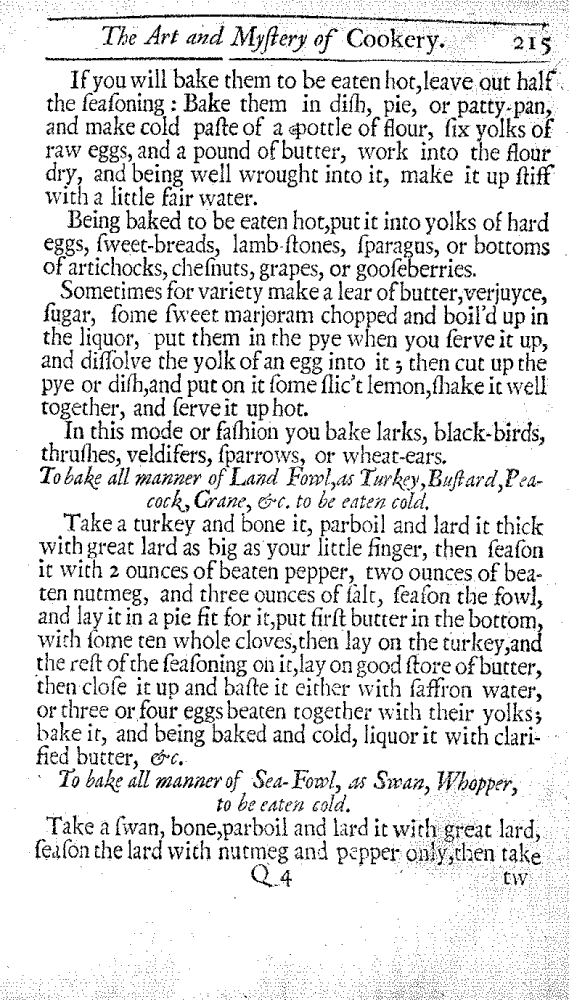 The Art and Myſtery of Cookery. 215
If you will bake them to be eaten hot,leave out half
the ſeaſoning : Bake them in diſh, pie, or patty-pan,
and make cold paſte of a pottle of flour, ſix yolks of
raw eggs, and a pound of butter, work into the flour
dry, and being well wrought into it, make it up ſtiff
with a little fair water.
Being baked to be eaten hot,put it into yolks of hard
eggs, ſweet-breads, lamb-ſtones, ſparagus, or bottoms
of artichocks, cheſnuts, grapes, or gooſeberries.
Sometimes for variety make a lear of butter,verjuyce,
ſugar, ſome ſweet marjoram chopped and boil'd up in
the liquor, put them in the pye when you ſerve it up,
and diſſolve the yolk of an egg into it ; then cut up the
pye or diſh,and put on it ſome ſlic't lemon,ſhake it well
together, and ſerve it up hot.
In this mode or faſhion you bake larks, black-birds,
thruſhes, veldifers, ſparrows, or wheat-ears.
To bake all manner of Land Fowl,as Turkey,Buſtard,Pea-
cock, Crane, &c. to be eaten cold.
Take a turkey and bone it, parboil and lard it thick
with great lard as big as your little finger, then ſeaſon
it with 2 ounces of beaten pepper, two ounces of bea-
ten nutmeg, and three ounces of ſalt, ſeaſon the fowl,
and lay it in a pie fit for it,put firſt butter in the bottom,
with ſome ten whole cloves,then lay on the turkey,and
the reſt of the ſeaſoning on it,lay on good ſtore of butter,
then cloſe it up and baſte it either with ſaffron water,
or three or four eggs beaten together with their yolks;
bake it, and being baked and cold, liquor it with clari-
fied butter, &c.
To bake all manner of Sea-Fowl, as Swan, Whopper,
to be eaten cold.
Take a ſwan, bone,parboil and lard it with great lard,
ſeaſon the lard with nutmeg and pepper only,then take
Q 4 tw